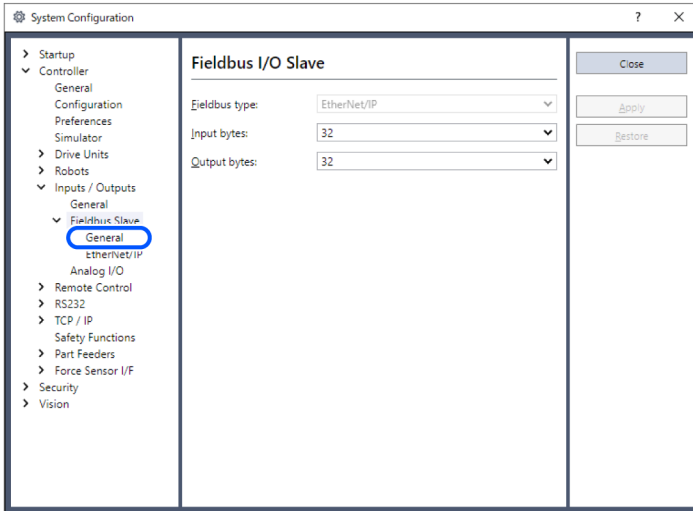 System Configuration
?
Startup
Controller
General
Configuration
Preferences
Simulator
Drive Units
Robots
Inputs / Outputs
General
Fieldbus Slave
General
EtherNet/IP
Analog I/O
Remote Control
RS232
TCP / IP
Safety Functions
Part Feeders
Force Sensor I/F
Security
Vision
Fieldbus I/O Slave
Fieldbus type: EtherNet/IP
Input bytes: 32
Output bytes: 32
Close
Apply
Restore